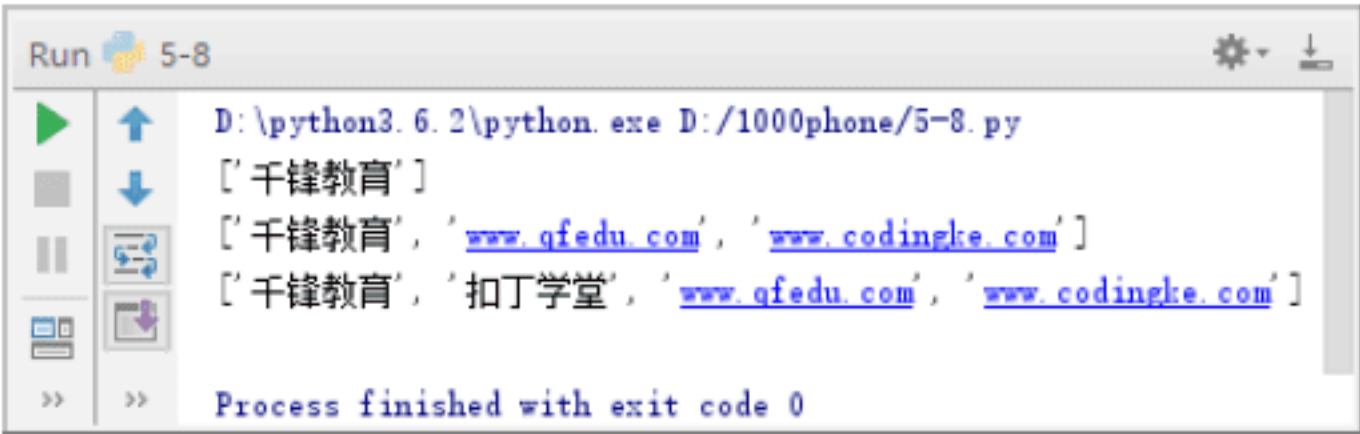 Run 5-8
D:\python3.6.2\python.exe D:/1000phone/5-8.py
['千锋教育']
['千锋教育', 'www.qfedu.com', 'www.codingke.com']
['千锋教育', '扣丁学堂', 'www.qfedu.com', 'www.codingke.com']
Process finished with exit code 0